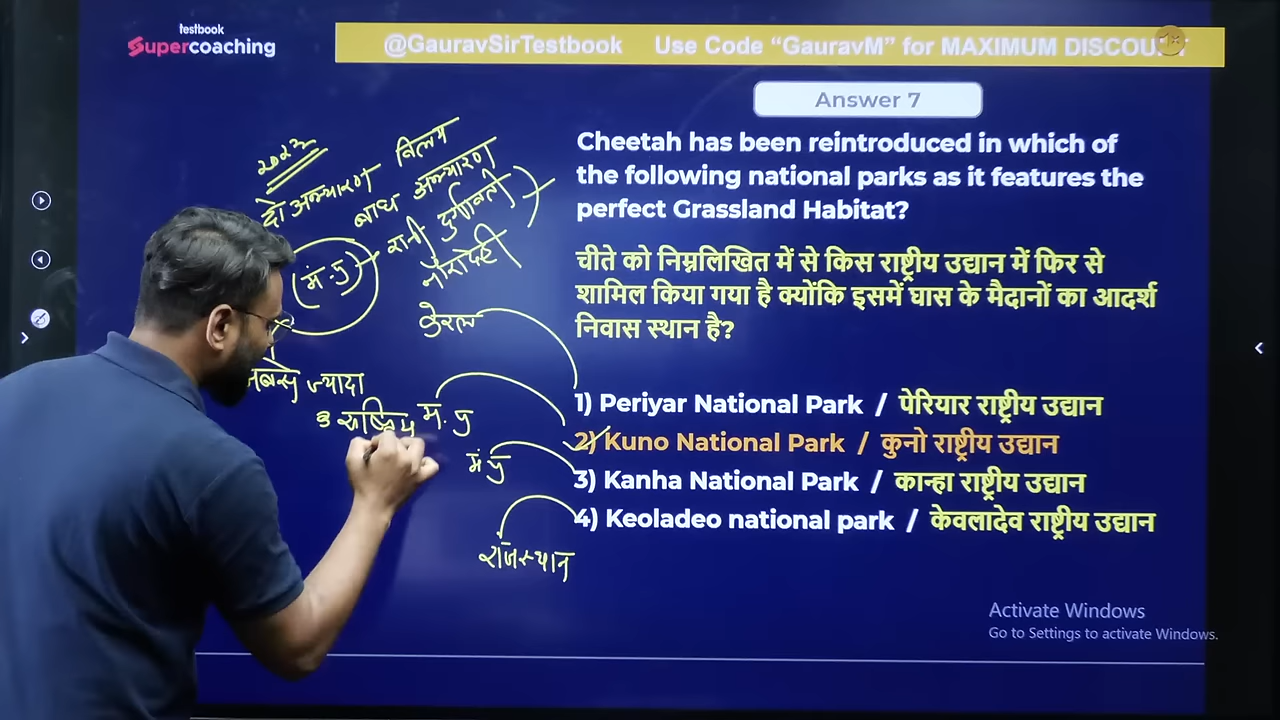 testbook
Supercoaching
@GauravSirTestbook Use Code “GauravM” for MAXIMUM DISCOUNT
Answer 7
Cheetah has been reintroduced in which of
the following national parks as it features the
perfect Grassland Habitat?
चीते को निम्नलिखित में से किस राष्ट्रीय उद्यान में फिर से
शामिल किया गया है क्योंकि इसमें घास के मैदानों का आदर्श
निवास स्थान है?
1) Periyar National Park / पेरियार राष्ट्रीय उद्यान
2) Kuno National Park / कुनो राष्ट्रीय उद्यान
3) Kanha National Park / कान्हा राष्ट्रीय उद्यान
4) Keoladeo national park / केवलादेव राष्ट्रीय उद्यान
2023
दो अभ्यारण
बाघ अभ्यारण
(म.प्र)
रानी दुर्गावती
नौरादेही
केरल
ज्यादा
म.प्र
म.प्र
राजस्थान
Activate Windows
Go to Settings to activate Windows.